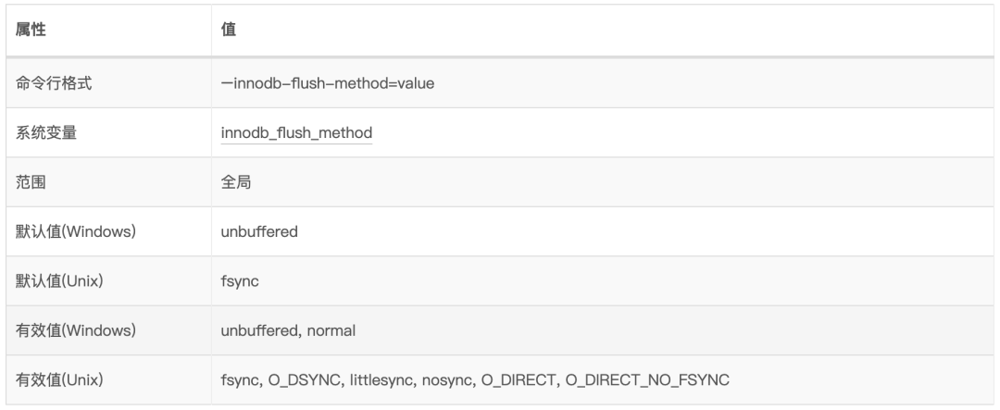 属性 值
命令行格式 —innodb-flush-method=value
系统变量 innodb_flush_method
范围 全局
默认值(Windows) unbuffered
默认值(Unix) fsync
有效值(Windows) unbuffered, normal
有效值(Unix) fsync, O_DSYNC, littlesync, nosync, O_DIRECT, O_DIRECT_NO_FSYNC